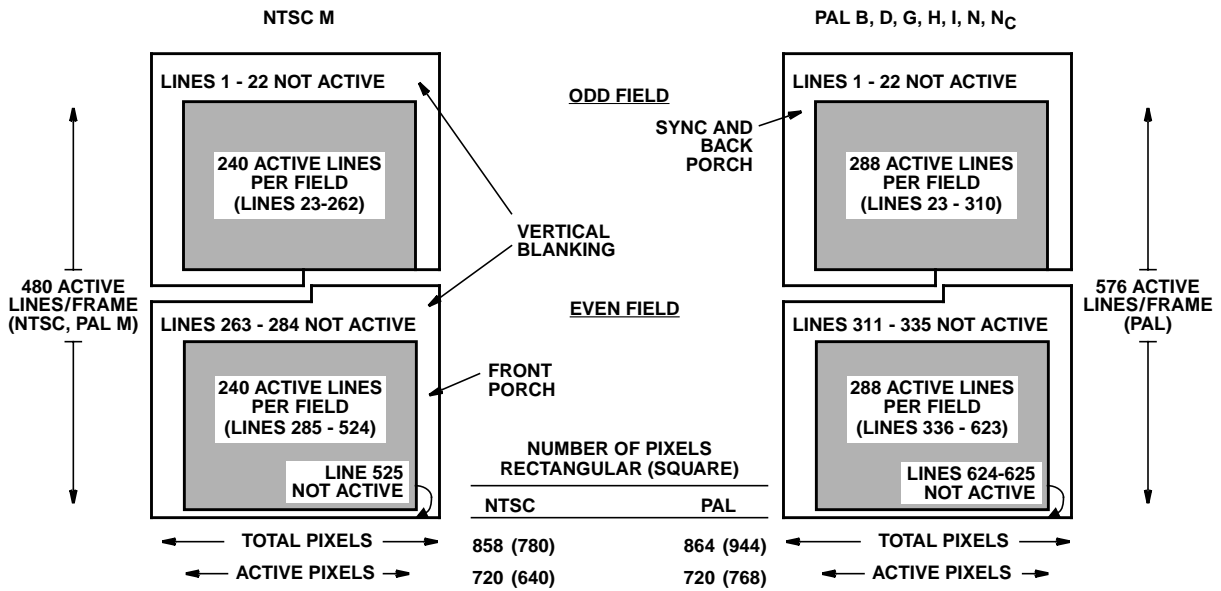 NTSC M
LINES 1 - 22 NOT ACTIVE
240 ACTIVE LINES
PER FIELD
(LINES 23-262)
480 ACTIVE
LINES/FRAME
(NTSC, PAL M)
LINES 263 - 284 NOT ACTIVE
240 ACTIVE LINES
PER FIELD
(LINES 285 - 524)
LINE 525
NOT ACTIVE
TOTAL PIXELS
ACTIVE PIXELS
ODD FIELD
SYNC AND
BACK
PORCH
VERTICAL
BLANKING
EVEN FIELD
FRONT
PORCH
NUMBER OF PIXELS
RECTANGULAR (SQUARE)
NTSC PAL
858 (780) 864 (944)
720 (640) 720 (768)
PAL B, D, G, H, I, N, NC
LINES 1 - 22 NOT ACTIVE
288 ACTIVE LINES
PER FIELD
(LINES 23 - 310)
576 ACTIVE
LINES/FRAME
(PAL)
LINES 311 - 335 NOT ACTIVE
288 ACTIVE LINES
PER FIELD
(LINES 336 - 623)
LINES 624-625
NOT ACTIVE
TOTAL PIXELS
ACTIVE PIXELS